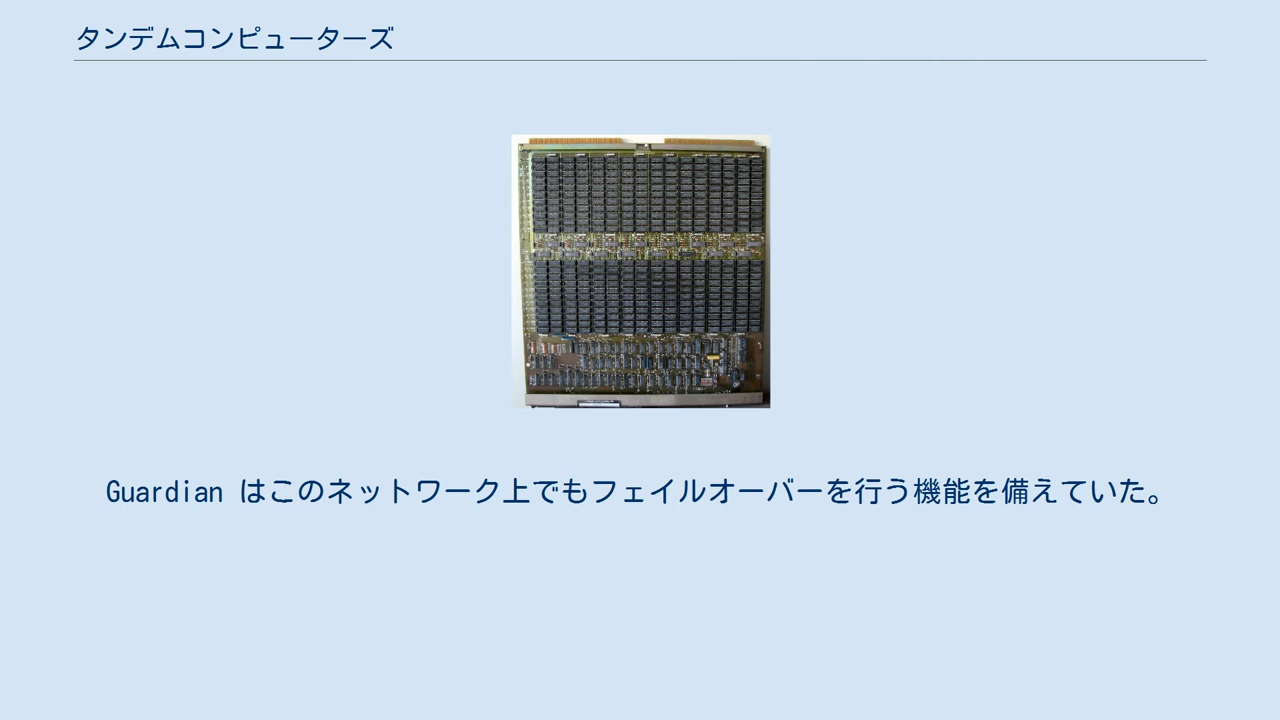 タンデムコンピューターズ
Guardian はこのネットワーク上でもフェイルオーバーを行う機能を備えていた。